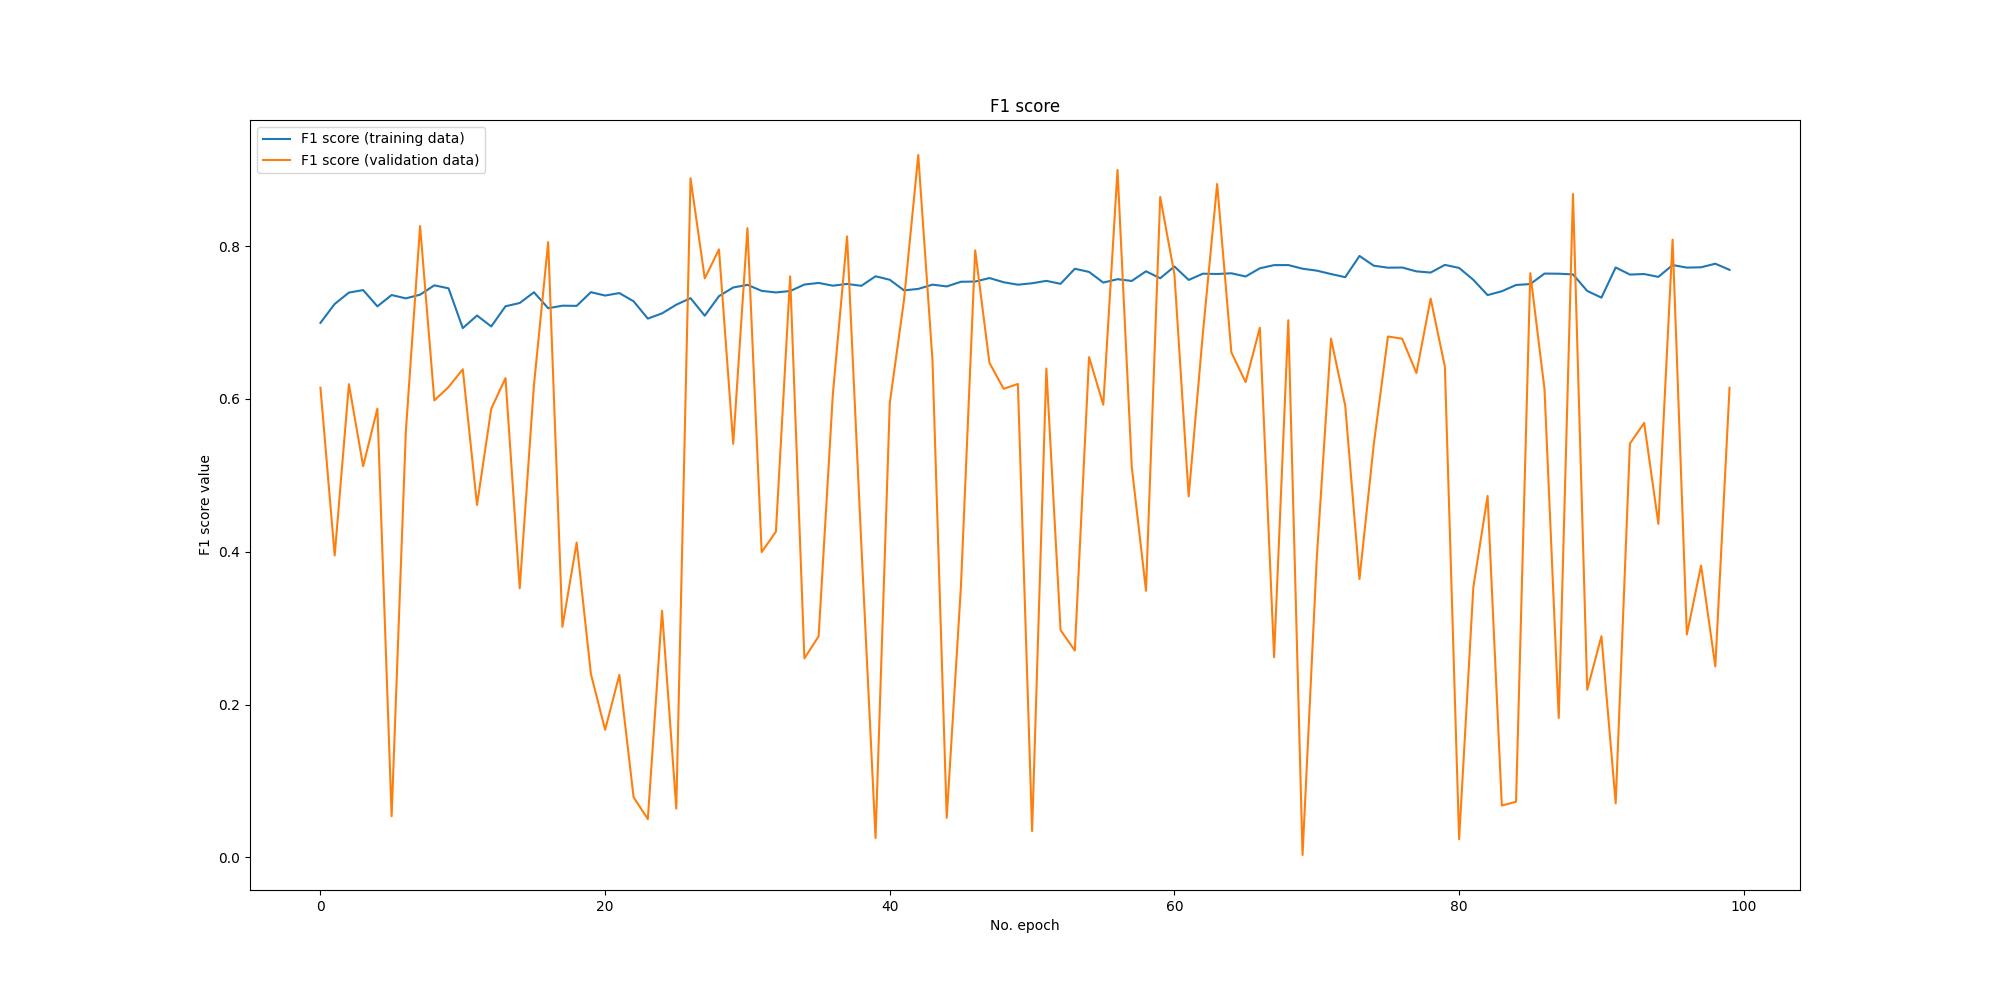 F1 score
F1 score (training data)
F1 score (validation data)
F1 score value
0.8
0.6
0.4
0.2
0.0
0 20 40 60 80 100
No. epoch